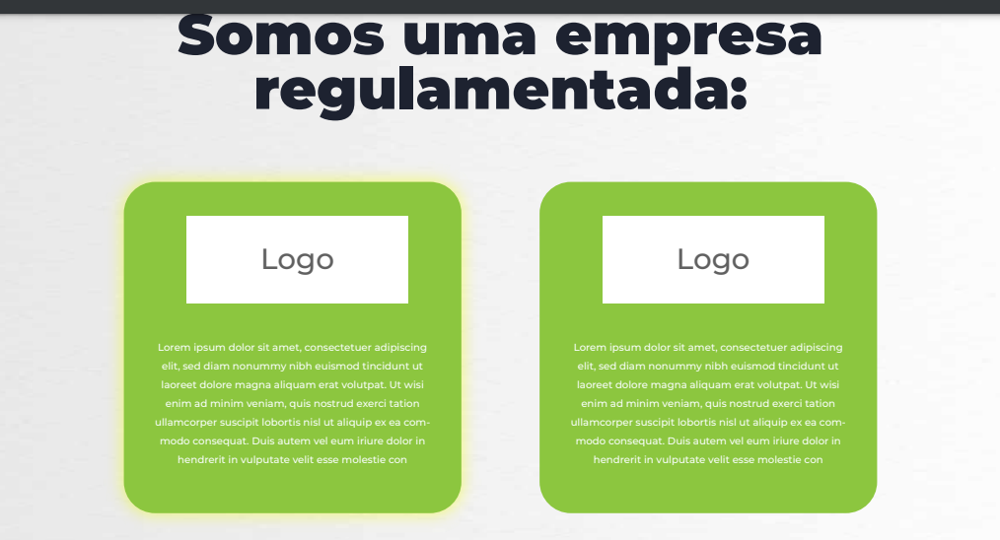 Somos uma empresa
regulamentada:
Logo
Lorem ipsum dolor sit amet, consectetuer adipiscing
elit, sed diam nonummy nibh euismod tincidunt ut
laoreet dolore magna aliquam erat volutpat. Ut wisi
enim ad minim veniam, quis nostrud exerci tation
ullamcorper suscipit lobortis nisl ut aliquip ex ea com-
modo consequat. Duis autem vel eum iriure dolor in
hendrerit in vulputate velit esse molestie con
Logo
Lorem ipsum dolor sit amet, consectetuer adipiscing
elit, sed diam nonummy nibh euismod tincidunt ut
laoreet dolore magna aliquam erat volutpat. Ut wisi
enim ad minim veniam, quis nostrud exerci tation
ullamcorper suscipit lobortis nisl ut aliquip ex ea com-
modo consequat. Duis autem vel eum iriure dolor in
hendrerit in vulputate velit esse molestie con